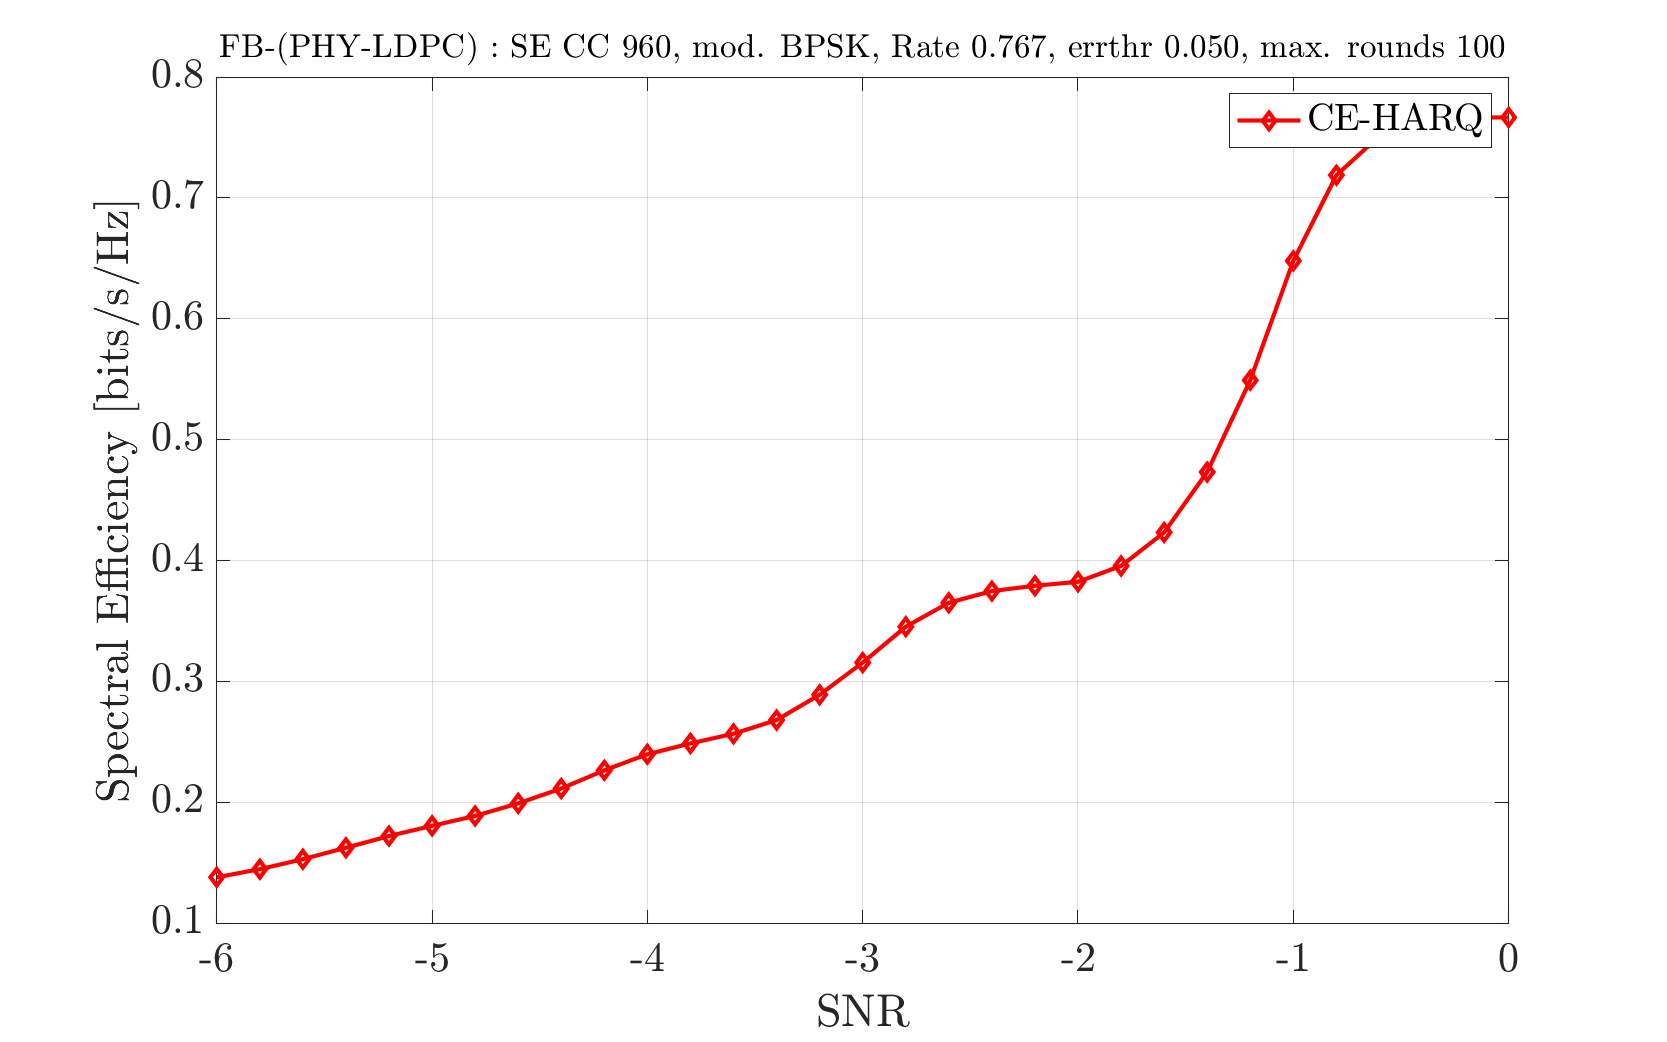 FB-(PHY-LDPC) : SE CC 960, mod. BPSK, Rate 0.767, errthr 0.050, max. rounds 100
CE-HARQ
Spectral Efficiency [bits/s/Hz]
0.8
0.7
0.6
0.5
0.4
0.3
0.2
0.1
-6 -5 -4 -3 -2 -1 0
SNR